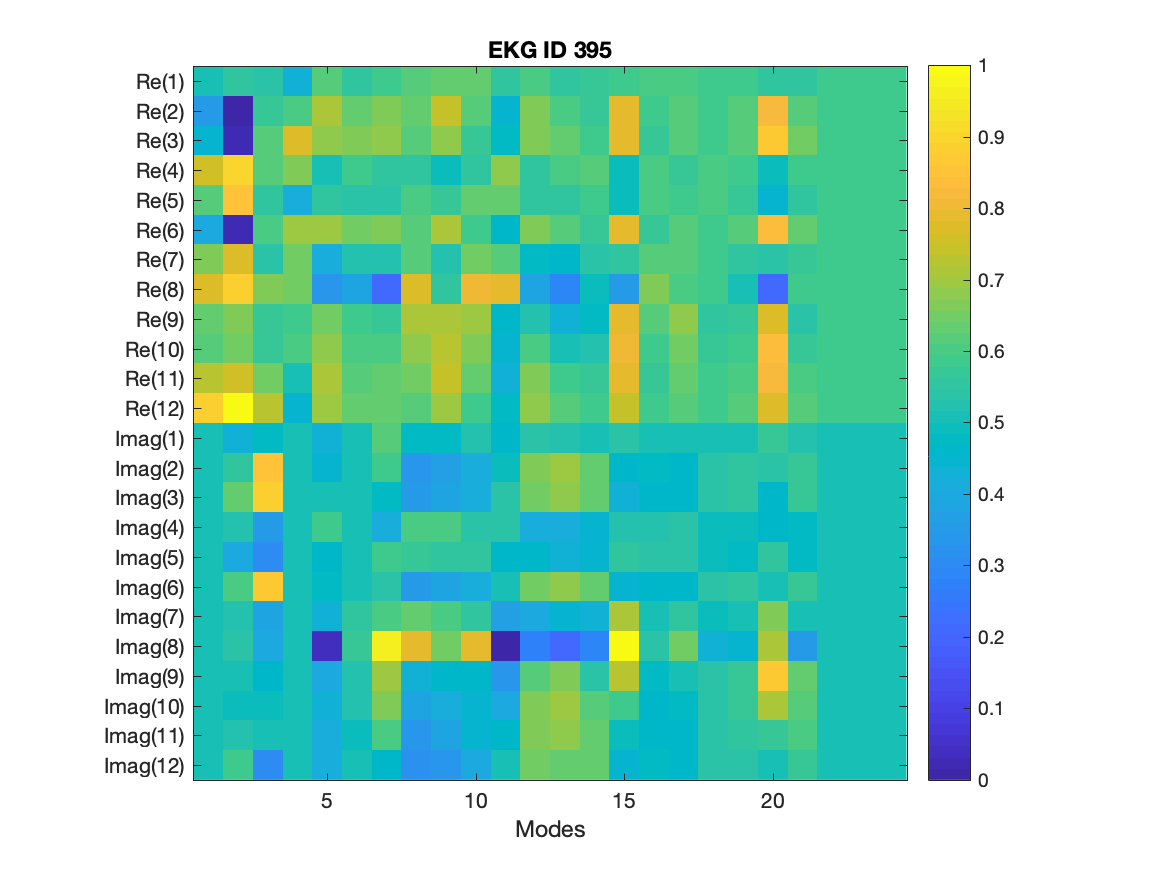 EKG ID 395
Re(1)
Re(2)
Re(3)
Re(4)
Re(5)
Re(6)
Re(7)
Re(8)
Re(9)
Re(10)
Re(11)
Re(12)
Imag(1)
Imag(2)
Imag(3)
Imag(4)
Imag(5)
Imag(6)
Imag(7)
Imag(8)
Imag(9)
Imag(10)
Imag(11)
Imag(12)
5 10 15 20
Modes
1
0.9
0.8
0.7
0.6
0.5
0.4
0.3
0.2
0.1
0